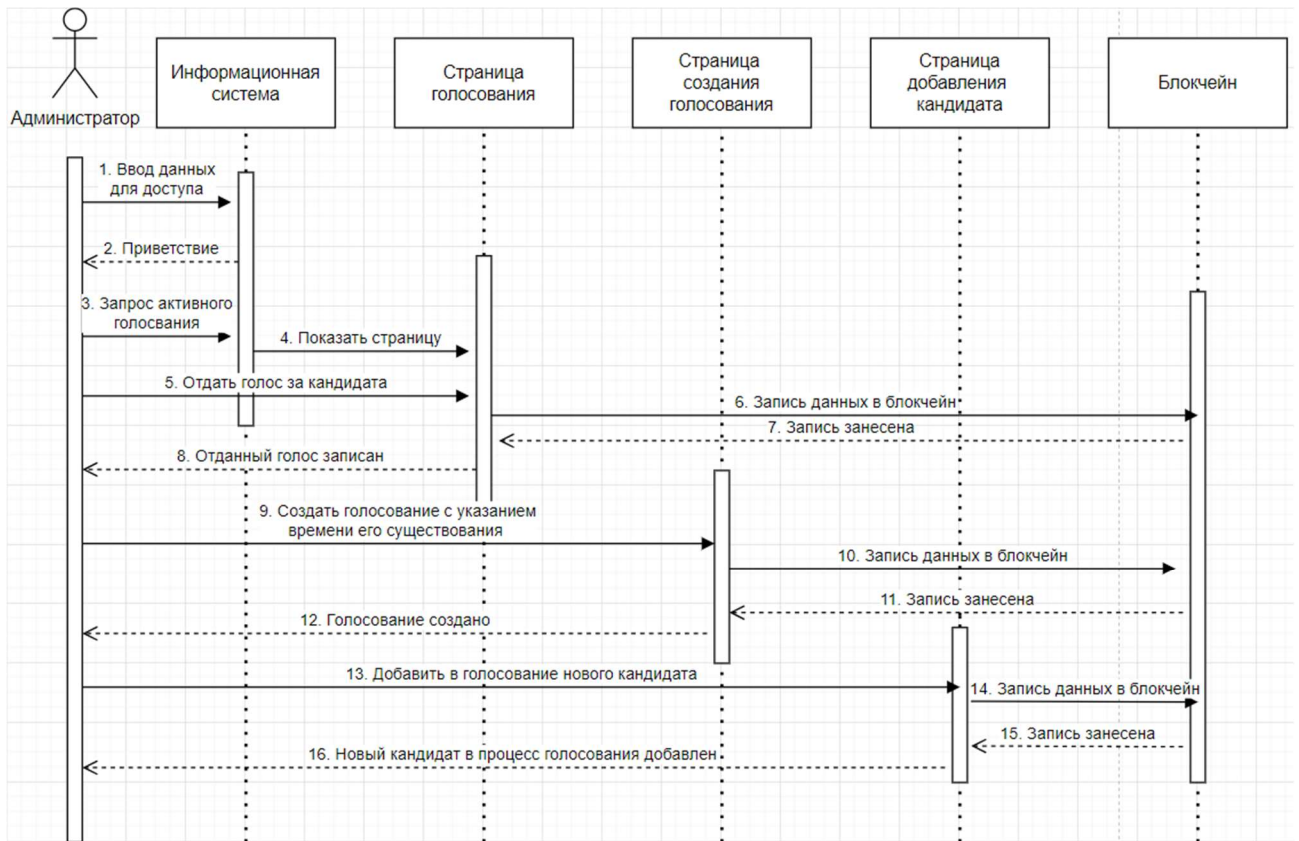 Администратор
Информационная
система
Страница
голосования
Страница
создания
голосования
Страница
добавления
кандидата
Блокчейн
1. Ввод данных
для доступа
2. Приветствие
3. Запрос активного
голосвания
4. Показать страницу
5. Отдать голос за кандидата
6. Запись данных в блокчейн
7. Запись занесена
8. Отданный голос записан
9. Создать голосование с указанием
времени его существования
10. Запись данных в блокчейн
11. Запись занесена
12. Голосование создано
13. Добавить в голосование нового кандидата
14. Запись данных в блокчейн
15. Запись занесена
16. Новый кандидат в процесс голосования добавлен